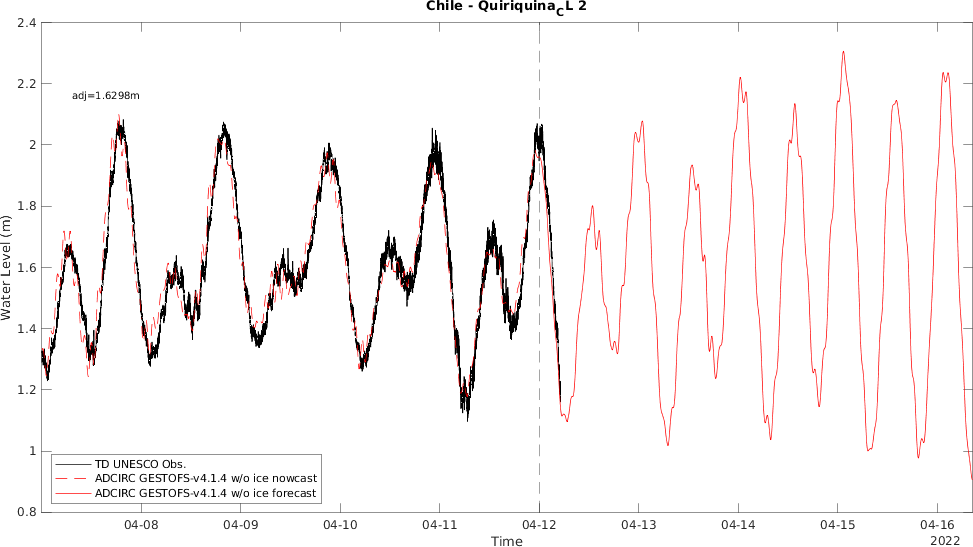 Chile - Quiriquina_CL 2
2.4
2.2
2
1.8
1.6
1.4
1.2
1
0.8
Water Level (m)
adj=1.6298m
TD UNESCO Obs.
ADCIRC GESTOFS-v4.1.4 w/o ice nowcast
ADCIRC GESTOFS-v4.1.4 w/o ice forecast
04-08 04-09 04-10 04-11 04-12 04-13 04-14 04-15 04-16
Time
2022